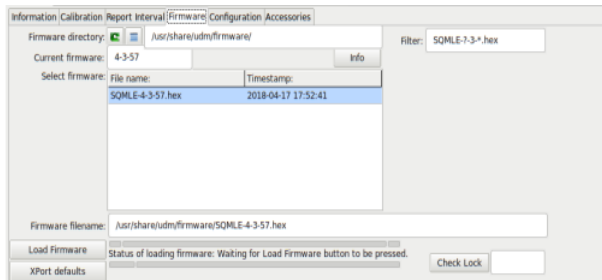 Information Calibration Report Interval Firmware Configuration Accessories
Firmware directory: /usr/share/udm/firmware/ Filter: SQMLE-?-3-*.hex
Current firmware: 4-3-57 Info
Select firmware: File name: Timestamp:
SQMLE-4-3-57.hex 2018-04-17 17:52:41
Firmware filename: /usr/share/udm/firmware/SQMLE-4-3-57.hex
Load Firmware Status of loading firmware: Waiting for Load Firmware button to be pressed.
Check Lock
XPort defaults